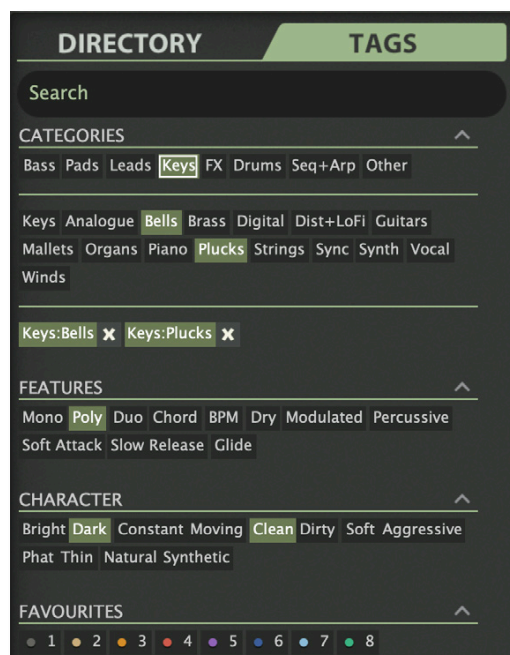 DIRECTORY TAGS
Search
CATEGORIES
Bass Pads Leads Keys FX Drums Seq+Arp Other
Keys Analogue Bells Brass Digital Dist+LoFi Guitars
Mallets Organs Piano Plucks Strings Sync Synth Vocal
Winds
Keys:Bells x Keys:Plucks x
FEATURES
Mono Poly Duo Chord BPM Dry Modulated Percussive
Soft Attack Slow Release Glide
CHARACTER
Bright Dark Constant Moving Clean Dirty Soft Aggressive
Phat Thin Natural Synthetic
FAVOURITES
1 2 3 4 5 6 7 8